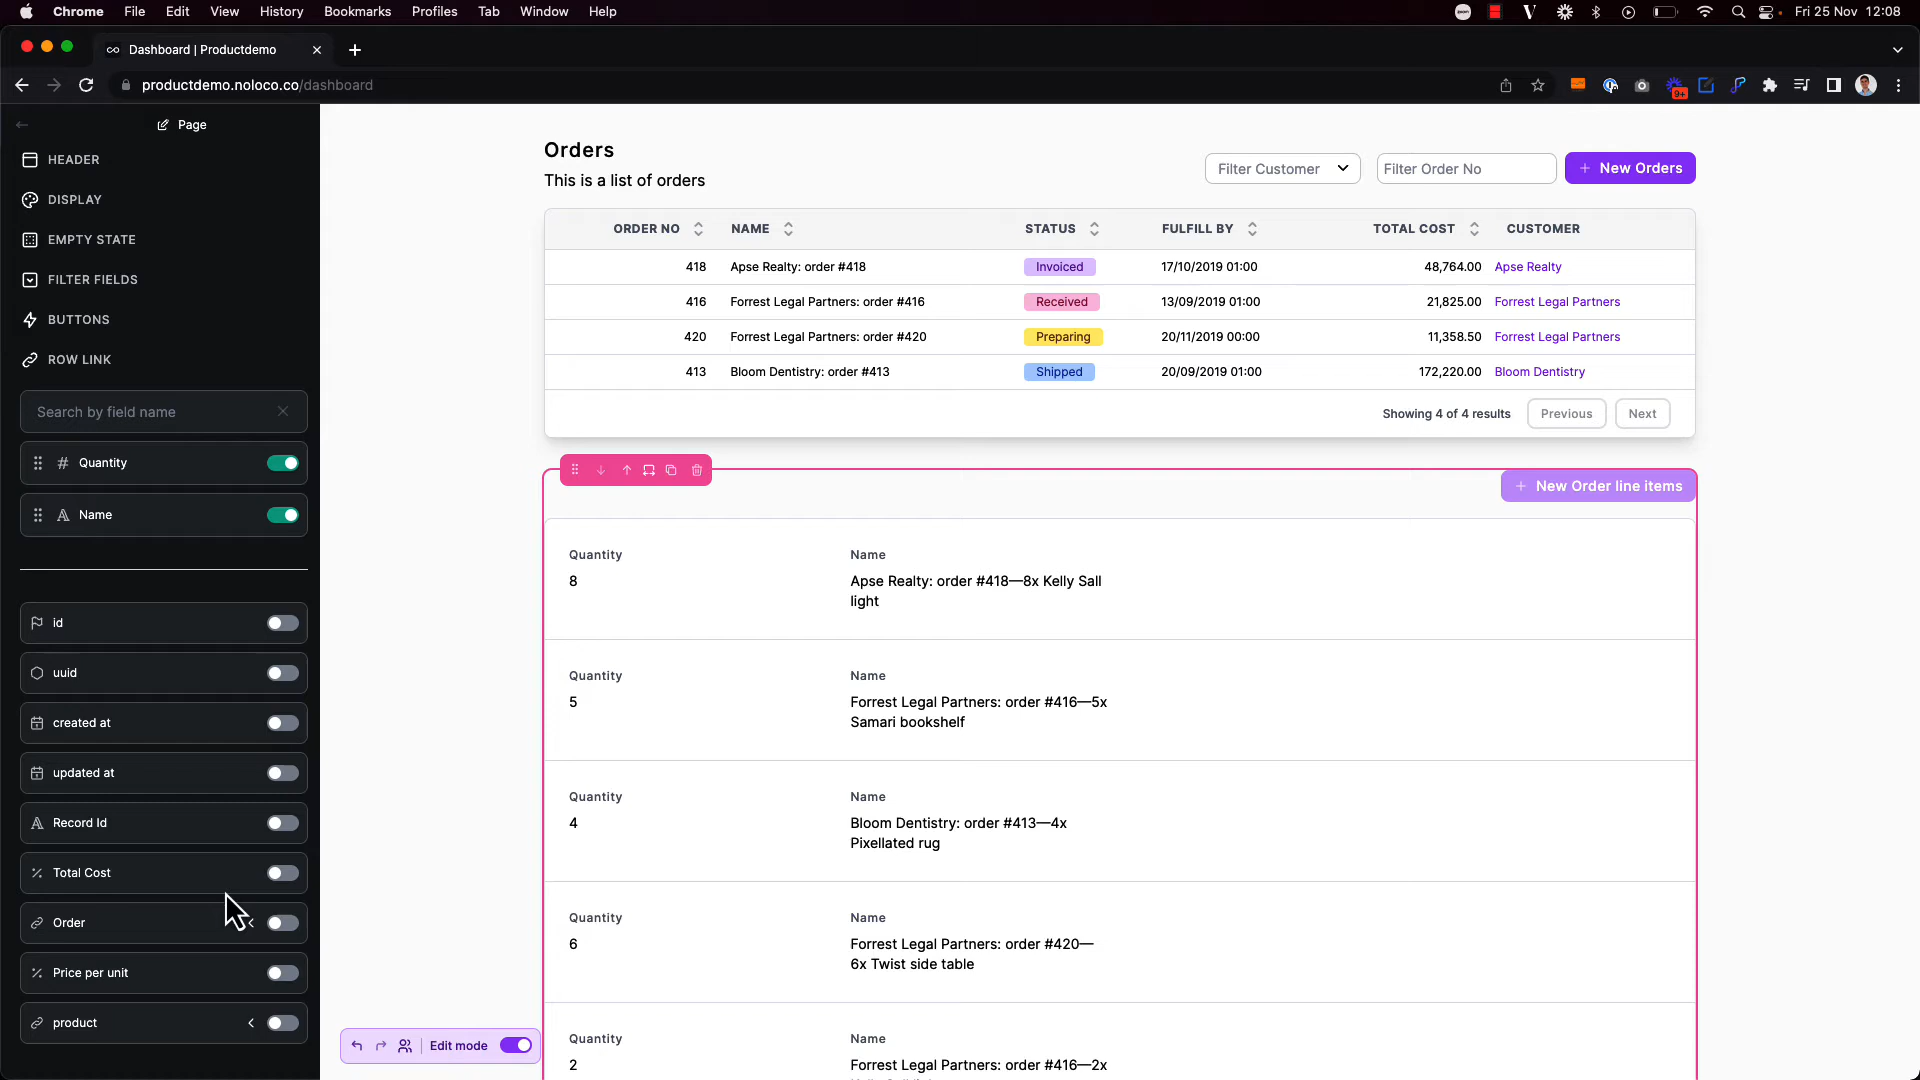 Chrome File Edit View History Bookmarks Profiles Tab Window Help Fri 25 Nov 12:08
Dashboard | Productdemo
productdemo.noloco.co/dashboard 9+
Page
HEADER
DISPLAY
EMPTY STATE
FILTER FIELDS
BUTTONS
ROW LINK
Search by field name
Quantity
Name
id
uuid
created at
updated at
Record Id
Total Cost
Order
Price per unit
product
Orders
This is a list of orders
Filter Customer Filter Order No + New Orders
ORDER NO NAME STATUS FULFILL BY TOTAL COST CUSTOMER
418 Apse Realty: order #418 Invoiced 17/10/2019 01:00 48,764.00 Apse Realty
416 Forrest Legal Partners: order #416 Received 13/09/2019 01:00 21,825.00 Forrest Legal Partners
420 Forrest Legal Partners: order #420 Preparing 20/11/2019 00:00 11,358.50 Forrest Legal Partners
413 Bloom Dentistry: order #413 Shipped 20/09/2019 01:00 172,220.00 Bloom Dentistry
Showing 4 of 4 results Previous Next
+ New Order line items
Quantity Name
8 Apse Realty: order #418—8x Kelly Sall
light
Quantity Name
5 Forrest Legal Partners: order #416—5x
Samari bookshelf
Quantity Name
4 Bloom Dentistry: order #413—4x
Pixellated rug
Quantity Name
6 Forrest Legal Partners: order #420—
6x Twist side table
Quantity Name
2 Forrest Legal Partners: order #416—2x
Edit mode